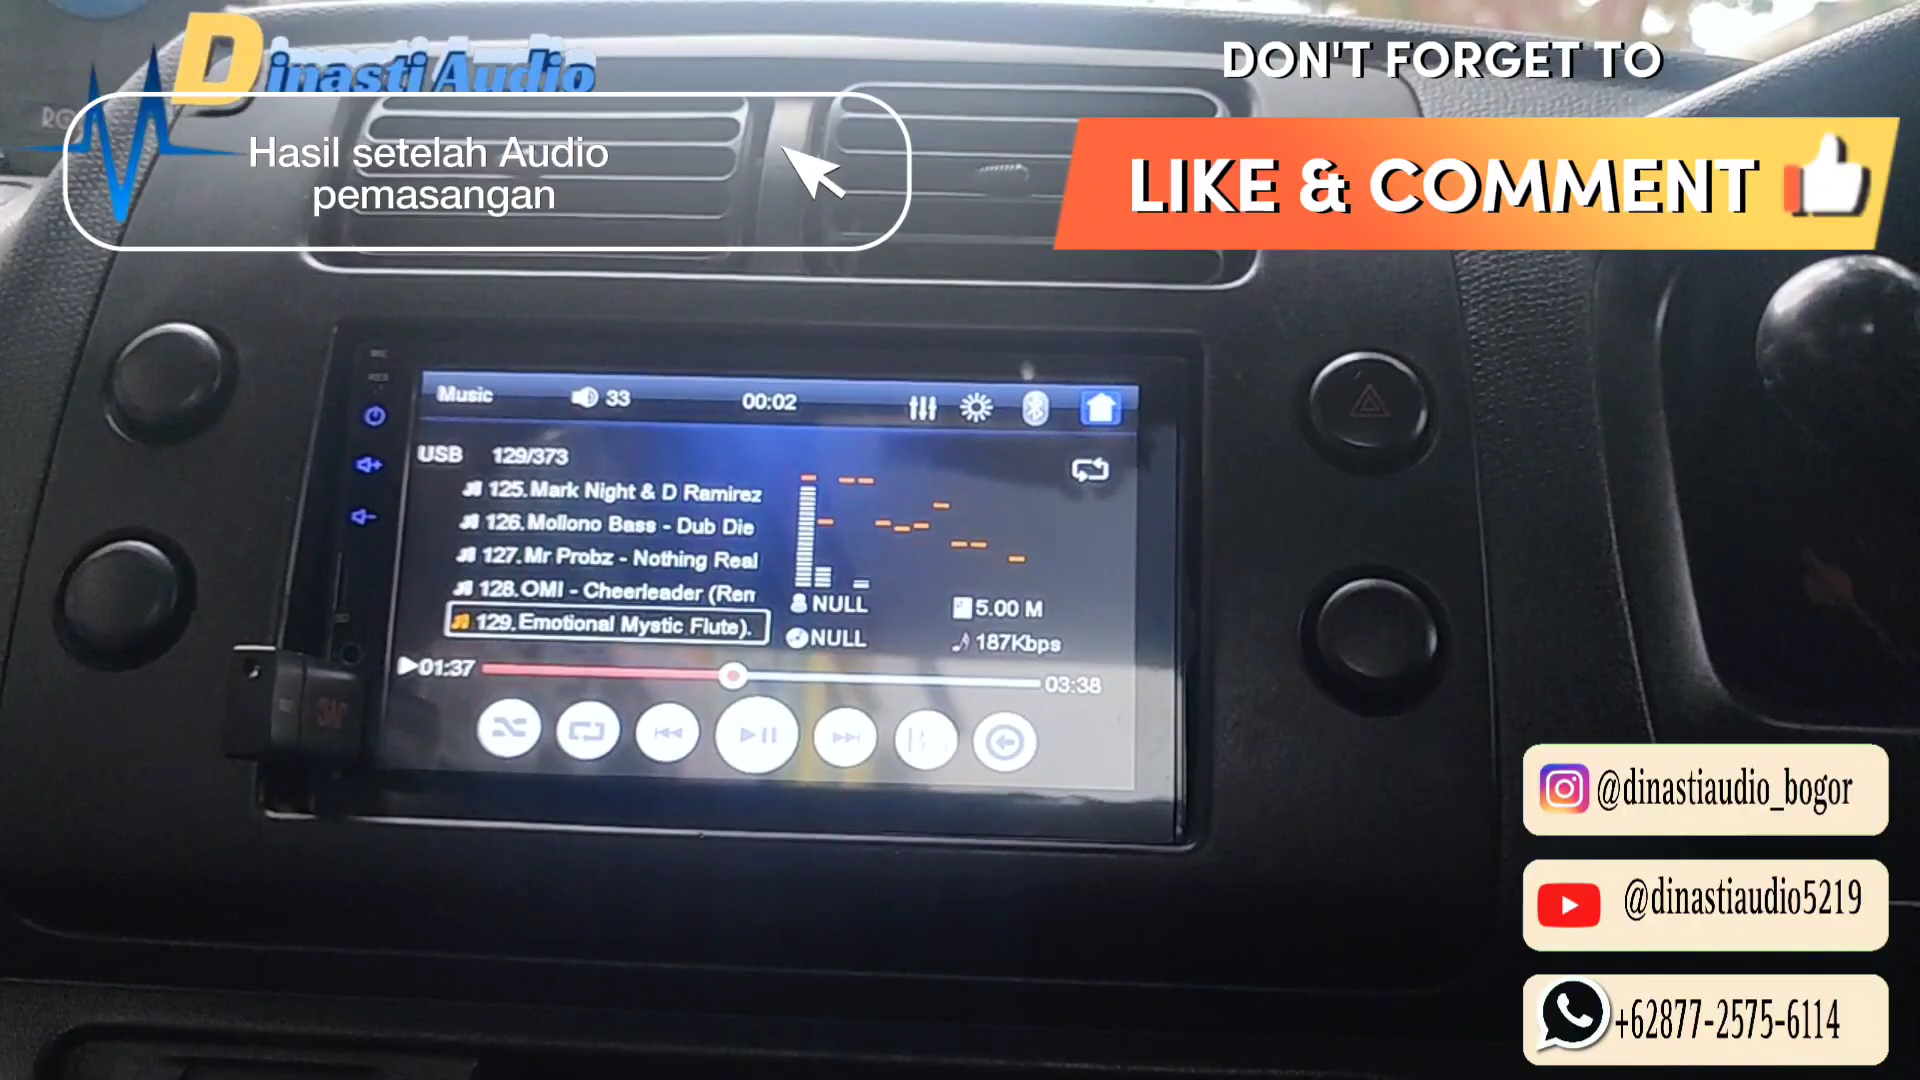 Dinasti Audio
Hasil setelah Audio
pemasangan
DON'T FORGET TO
LIKE & COMMENT
Music 33 00:02
USB 129/373
125.Mark Night & D Ramirez
126.Mollono Bass - Dub Die
127.Mr Probz - Nothing Real
128.OMI - Cheerleader (Rem
129.Emotional Mystic Flute).
NULL 5.00 M
NULL 187Kbps
01:37 03:38
@dinastiaudio_bogor
@dinastiaudio5219
+62877-2575-6114